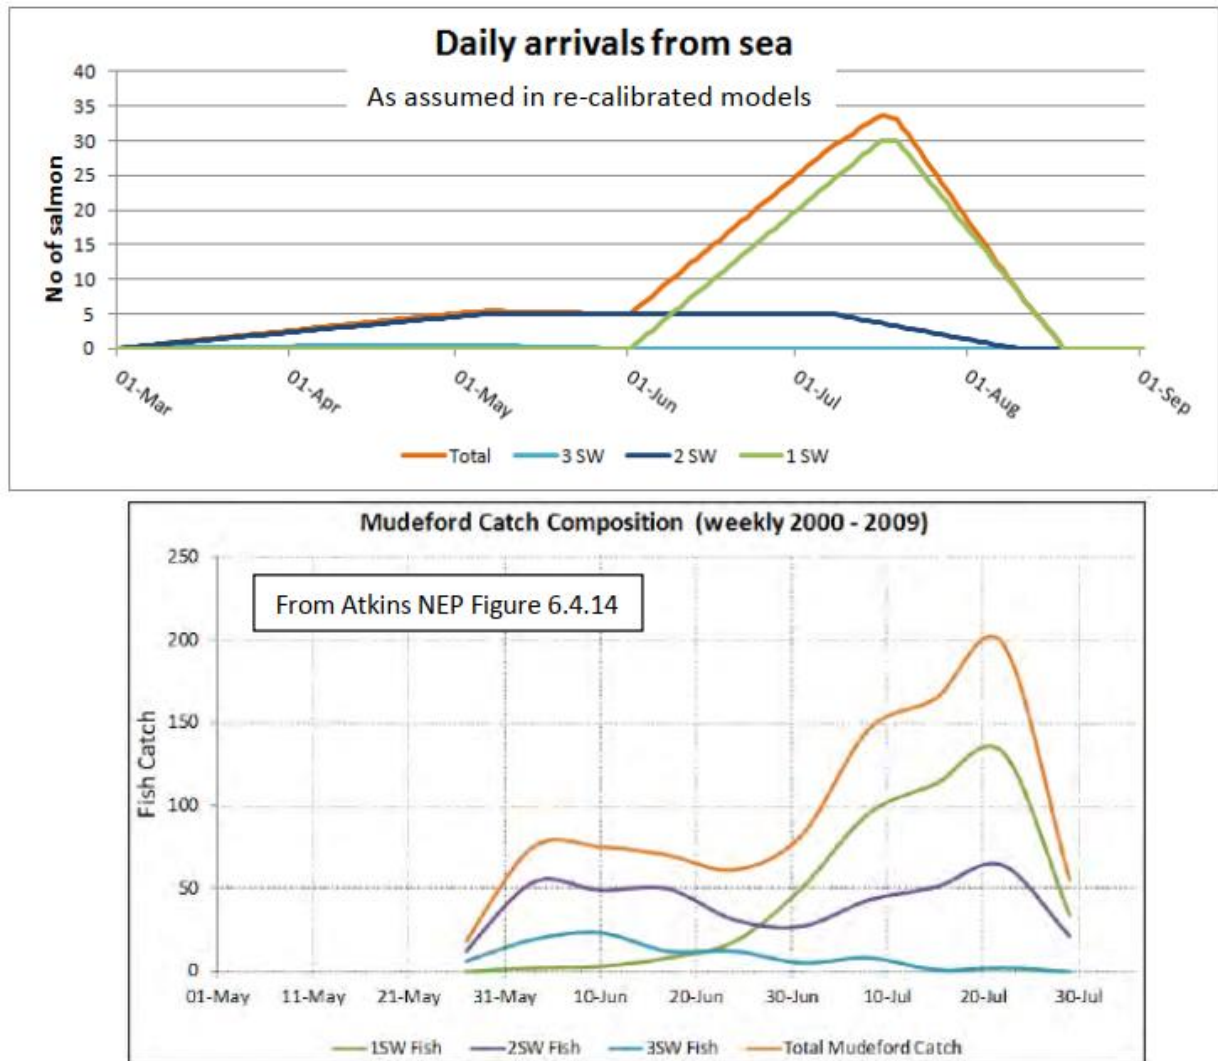 Daily arrivals from sea
As assumed in re-calibrated models
No of salmon
40
35
30
25
20
15
10
5
0
01-Mar 01-Apr 01-May 01-Jun 01-Jul 01-Aug 01-Sep
Total 3 SW 2 SW 1 SW
Mudeford Catch Composition (weekly 2000 - 2009)
From Atkins NEP Figure 6.4.14
Fish Catch
250
200
150
100
50
0
01-May 11-May 21-May 31-May 10-Jun 20-Jun 30-Jun 10-Jul 20-Jul 30-Jul
1SW Fish 2SW Fish 3SW Fish Total Mudeford Catch